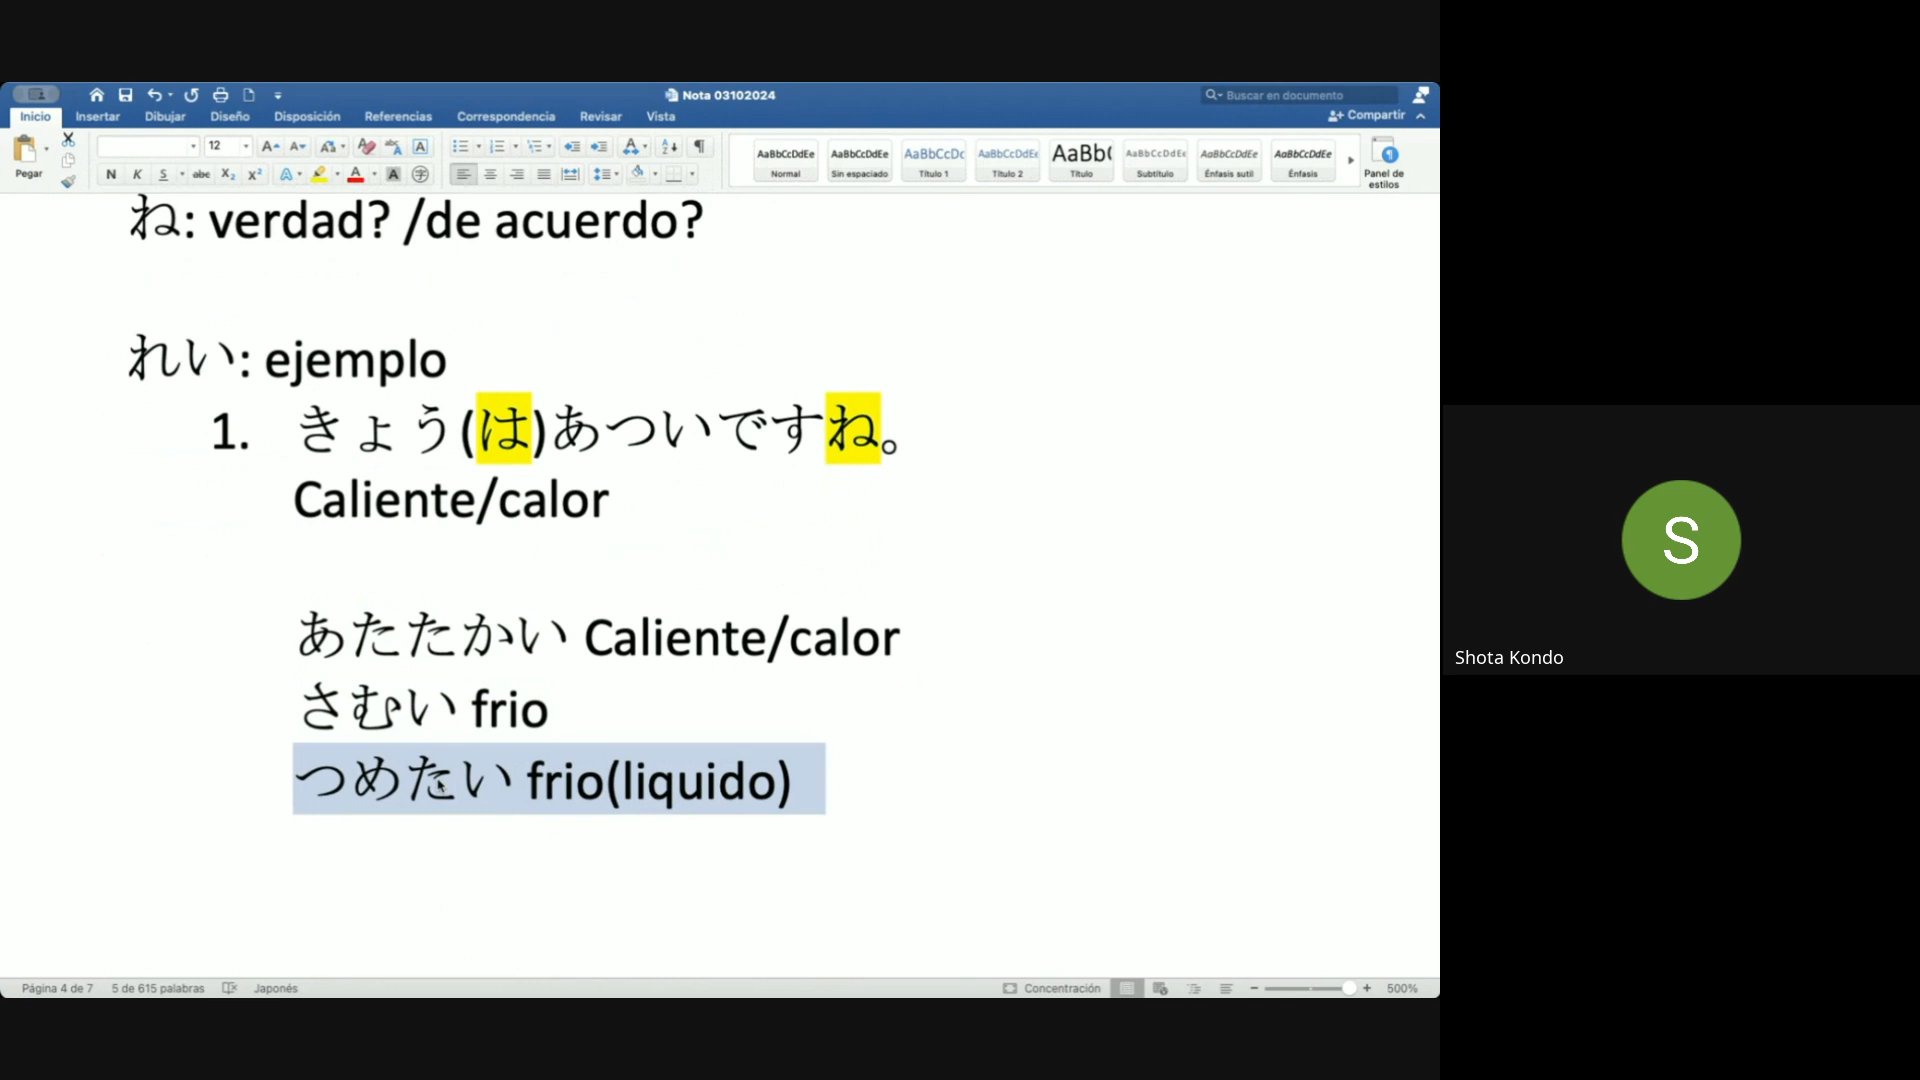 Nota 03102024
Buscar en documento
Inicio Insertar Dibujar Diseño Disposición Referencias Correspondencia Revisar Vista Compartir
Pegar
12
N K S abc X₂ X²
AaBbCcDdEe AaBbCcDdEe AaBbCcDc AaBbCcDdEe AaBb( AaBbCcDdEe AaBbCcDdEe AaBbCcDdEe
Normal Sin espaciado Título 1 Título 2 Título Subtítulo Énfasis sutil Énfasis
Panel de
estilos
ね: verdad? /de acuerdo?
れい: ejemplo
1. きょう(は)あついですね。
Caliente/calor
あたたかい Caliente/calor
さむい frio
つめたい frio(liquido)
Página 4 de 7 5 de 615 palabras Japonés Concentración 500%
S
Shota Kondo